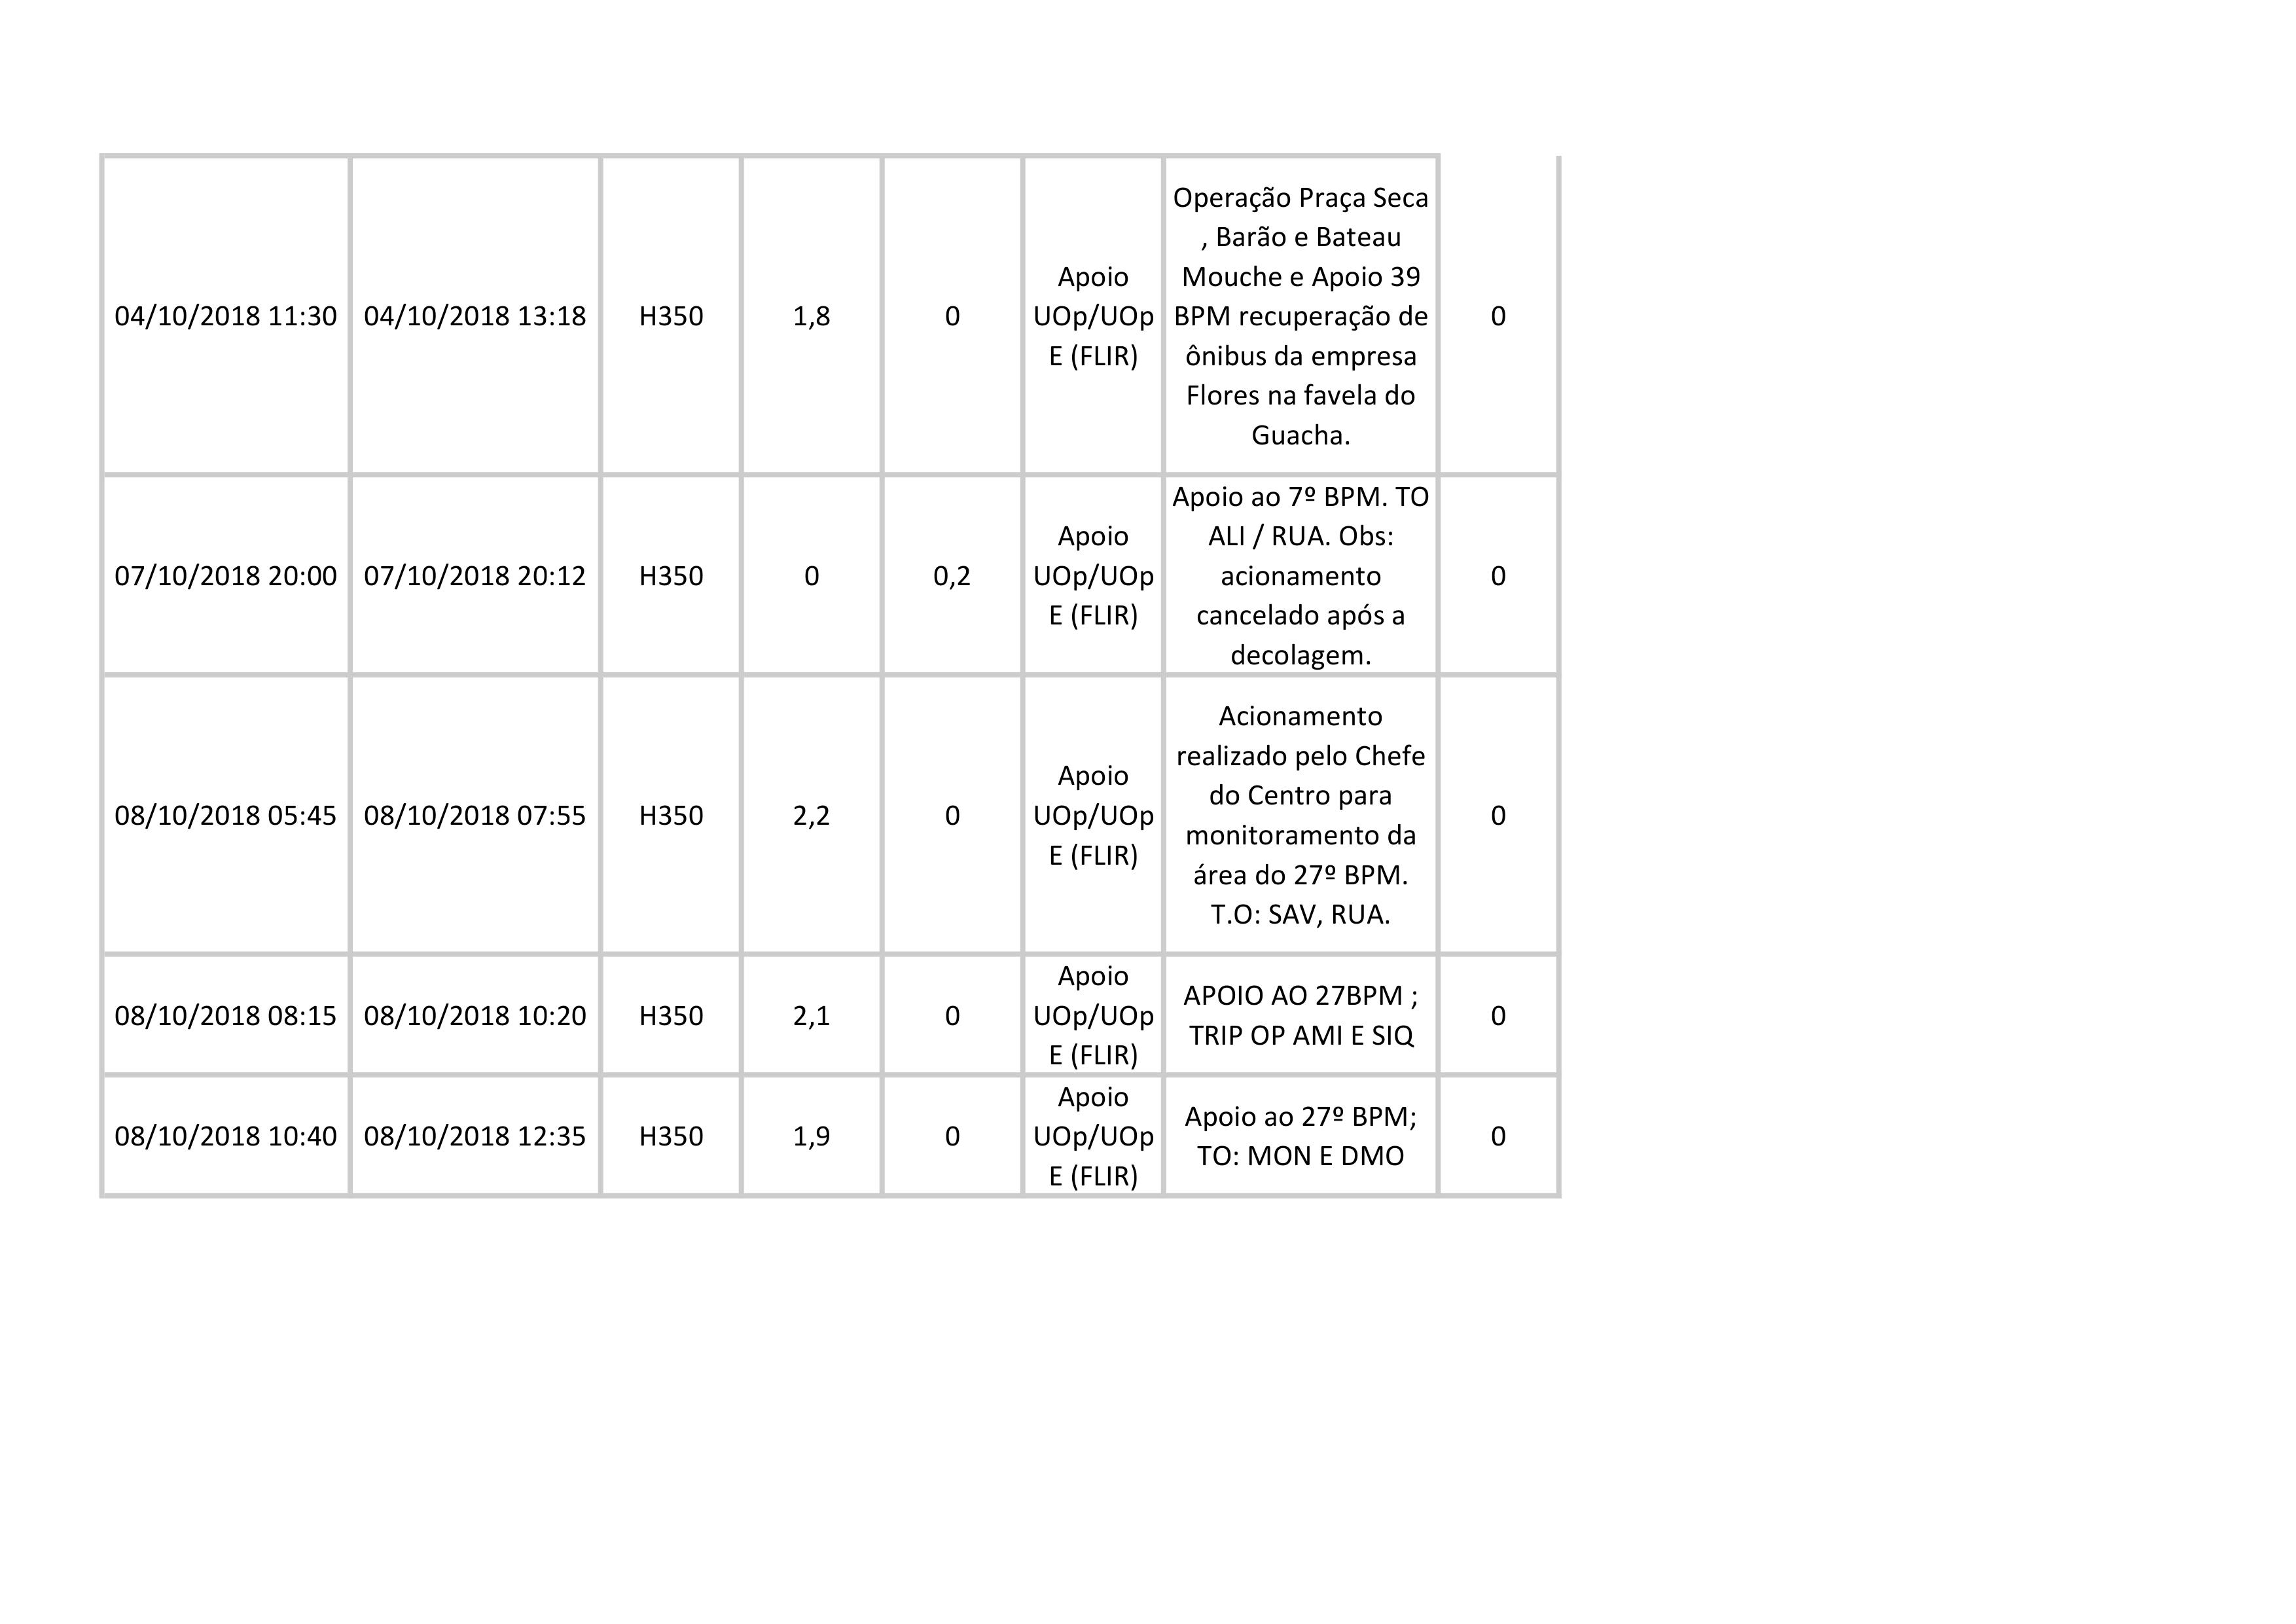 Operação Praça Seca
, Barão e Bateau
Mouche e Apoio 39
BPM recuperação de
ônibus da empresa
Flores na favela do
Guacha.
04/10/2018 11:30 04/10/2018 13:18 H350 1,8 0
Apoio
UOp/UOp
E (FLIR)
0
07/10/2018 20:00 07/10/2018 20:12 H350 0 0,2
Apoio
UOp/UOp
E (FLIR)
Apoio ao 7º BPM. TO
ALI / RUA. Obs:
acionamento
cancelado após a
decolagem.
0
08/10/2018 05:45 08/10/2018 07:55 H350 2,2 0
Apoio
UOp/UOp
E (FLIR)
Acionamento
realizado pelo Chefe
do Centro para
monitoramento da
área do 27º BPM.
T.O: SAV, RUA.
0
08/10/2018 08:15 08/10/2018 10:20 H350 2,1 0
Apoio
UOp/UOp
E (FLIR)
APOIO AO 27BPM ;
TRIP OP AMI E SIQ
0
08/10/2018 10:40 08/10/2018 12:35 H350 1,9 0
Apoio
UOp/UOp
E (FLIR)
Apoio ao 27º BPM;
TO: MON E DMO
0